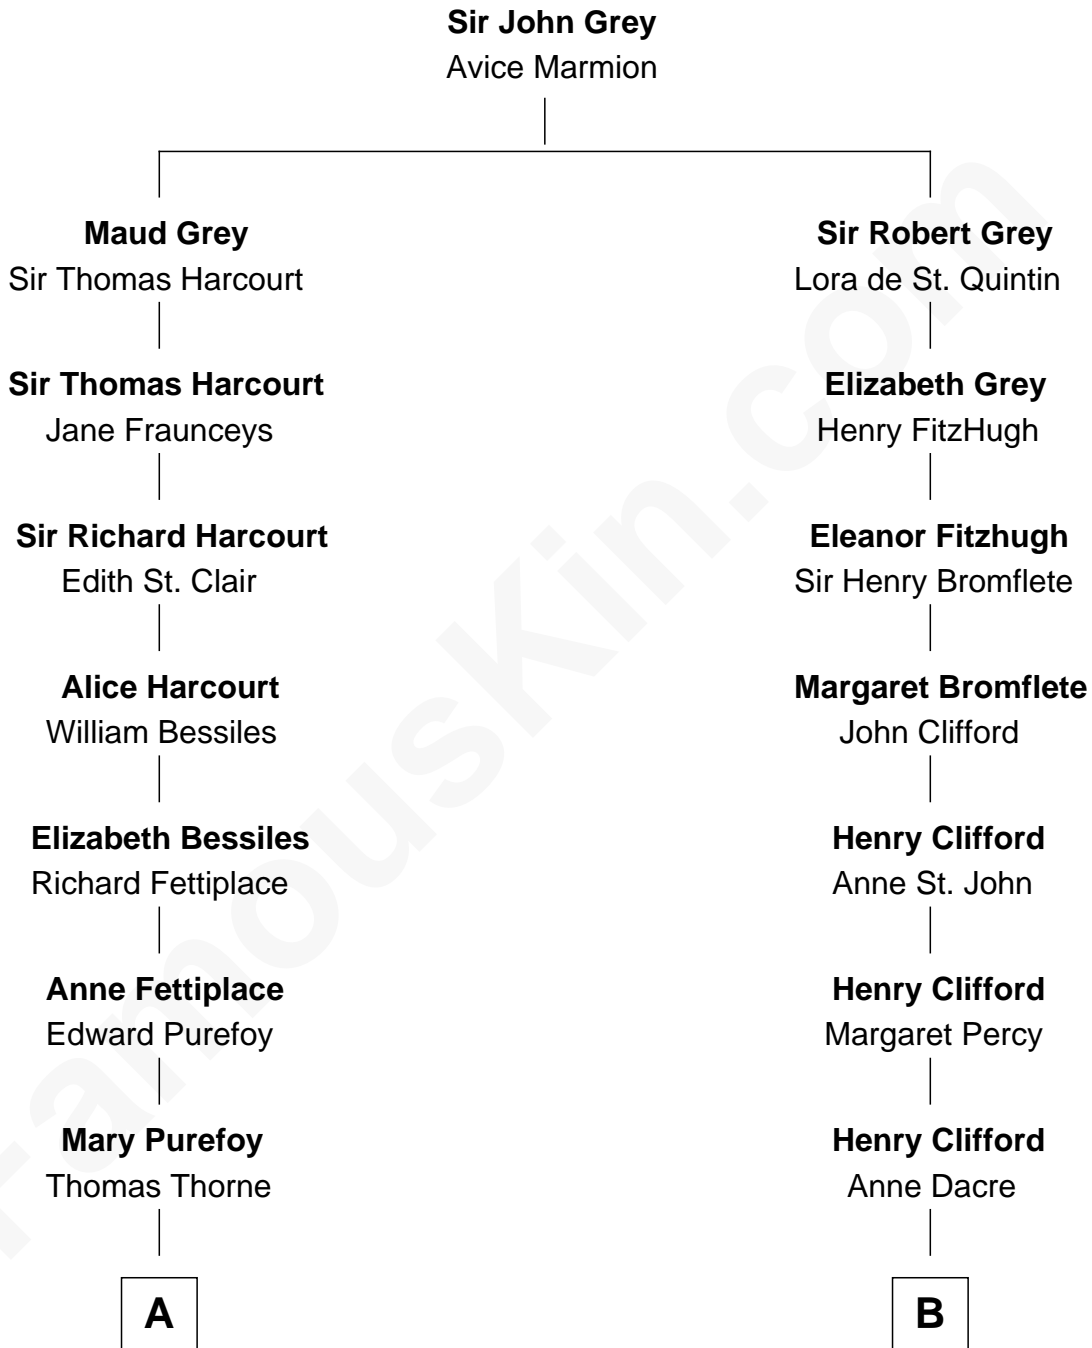 Sir John Grey
Avice Marmion
Maud Grey
Sir Thomas Harcourt
Sir Robert Grey
Lora de St. Quintin
Sir Thomas Harcourt
Jane Fraunceys
Elizabeth Grey
Henry FitzHugh
Sir Richard Harcourt
Edith St. Clair
Eleanor Fitzhugh
Sir Henry Bromflete
Alice Harcourt
William Bessiles
Margaret Bromflete
John Clifford
Elizabeth Bessiles
Richard Fettiplace
Henry Clifford
Anne St. John
Anne Fettiplace
Edward Purefoy
Henry Clifford
Margaret Percy
Mary Purefoy
Thomas Thorne
Henry Clifford
Anne Dacre
A
B
FamousKin.com